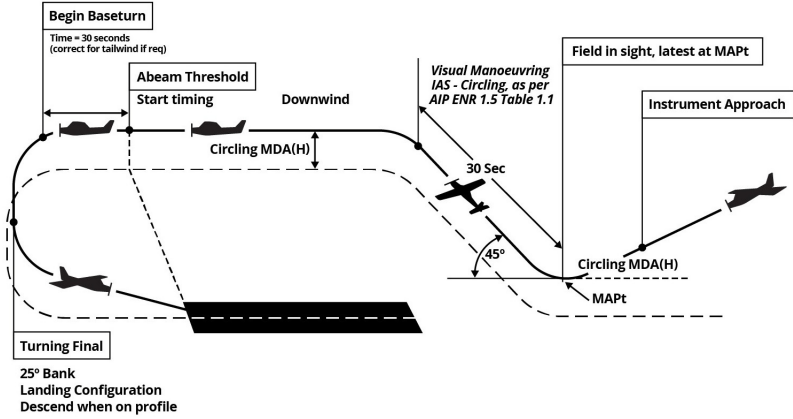 Begin Baseturn
Time = 30 seconds
(correct for tailwind if req)
Abeam Threshold
Start timing
Downwind
Circling MDA(H)
Visual Manoeuvring
IAS - Circling, as per
AIP ENR 1.5 Table 1.1
Field in sight, latest at MAPt
Instrument Approach
30 Sec
45º
Circling MDA(H)
MAPt
Turning Final
25º Bank
Landing Configuration
Descend when on profile